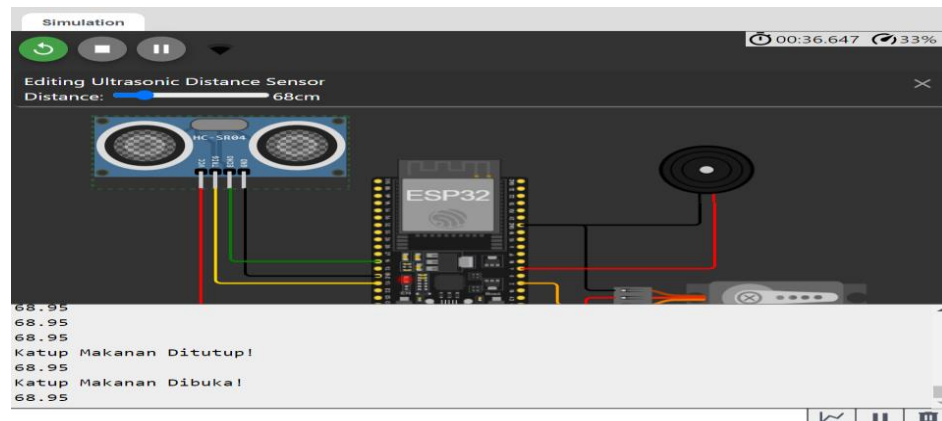 Simulation
00:36.647 33%
Editing Ultrasonic Distance Sensor
Distance: 68cm
HC-SR04
VCC
TRIG
ECHO
GND
ESP32
68.95
68.95
68.95
Katup Makanan Ditutup!
68.95
Katup Makanan Dibuka!
68.95